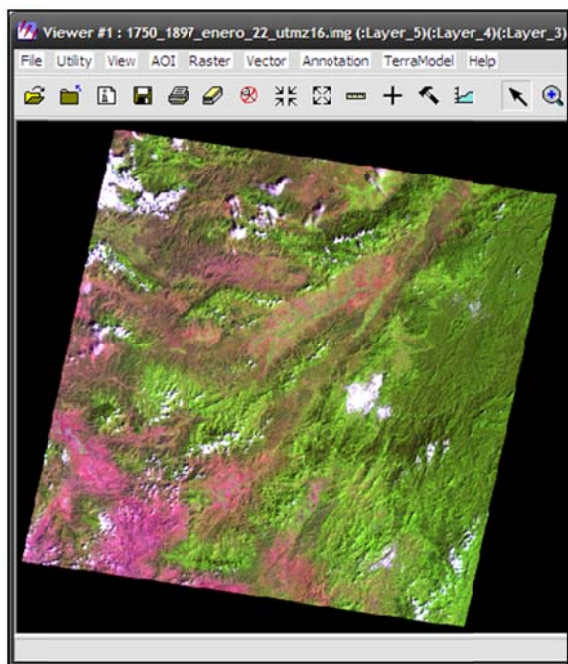 Viewer #1 : 1750_1897_enero_22_utmz16.img (:Layer_5)(:Layer_4)(:Layer_3)
File Utility View AOI Raster Vector Annotation TerraModel Help